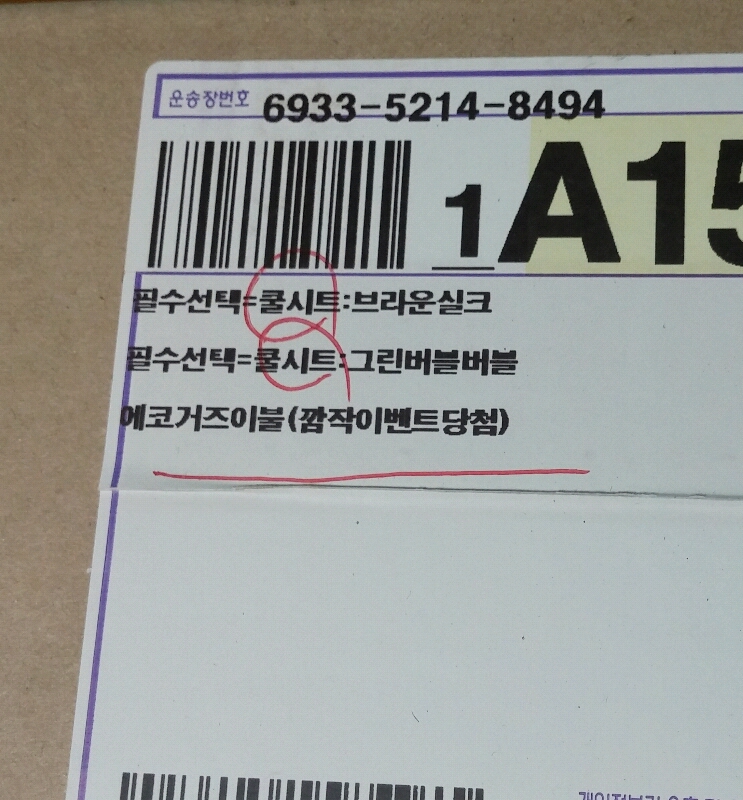 운송장번호 6933-5214-8494
1A15
필수선택=쿨시트:브라운실크
필수선택=쿨시트:그린버블버블
에코거즈이불(깜작이벤트당첨)